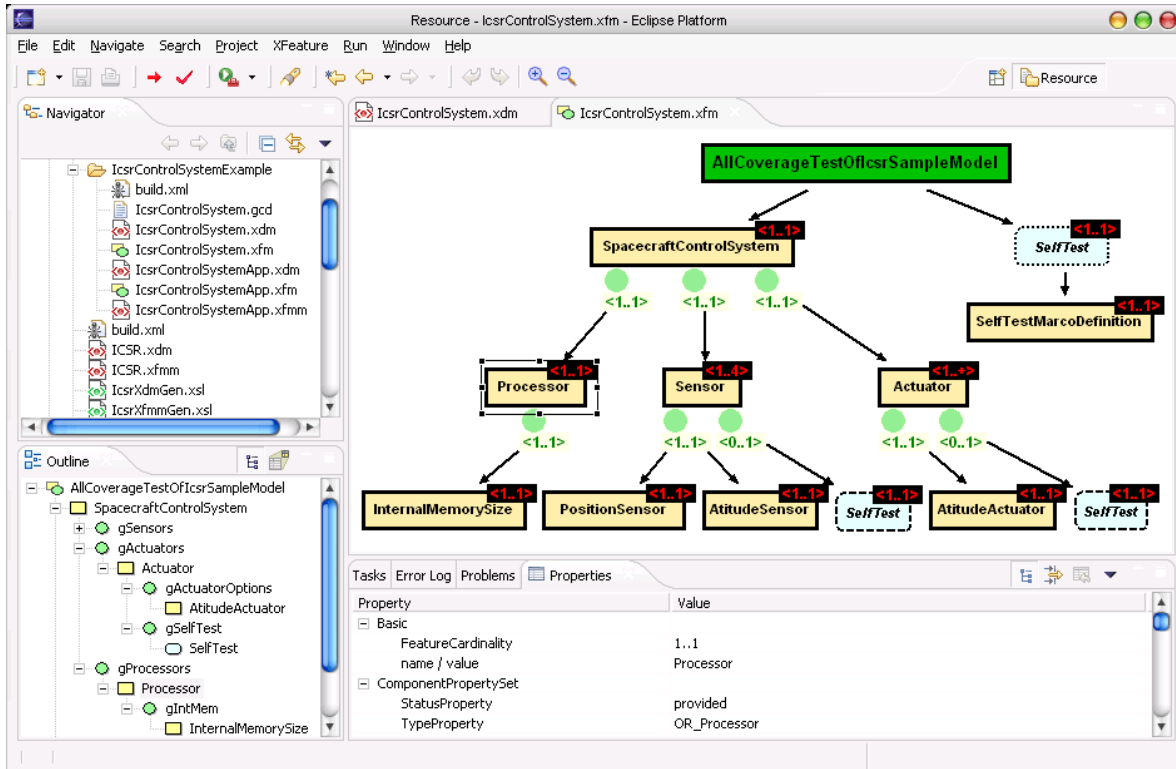 Resource - IcsrControlSystem.xfm - Eclipse Platform
File Edit Navigate Search Project XFeature Run Window Help
Resource
Navigator
IcsrControlSystemExample
build.xml
IcsrControlSystem.gcd
IcsrControlSystem.xdm
IcsrControlSystem.xfm
IcsrControlSystemApp.xdm
IcsrControlSystemApp.xfm
IcsrControlSystemApp.xfmm
build.xml
ICSR.xdm
ICSR.xfmm
IcsrXdmGen.xsl
IcsrXfmmGen.xsl
Outline
AllCoverageTestOfIcsrSampleModel
SpacecraftControlSystem
gSensors
gActuators
Actuator
gActuatorOptions
AtitudeActuator
gSelfTest
SelfTest
gProcessors
Processor
gIntMem
InternalMemorySize
IcsrControlSystem.xdm IcsrControlSystem.xfm
AllCoverageTestOfIcsrSampleModel
<1..1> <1..1>
SpacecraftControlSystem SelfTest
<1..1> <1..1> <1..1> <1..1>
SelfTestMarcoDefinition
<1..1> <1..4> <1..+>
Processor Sensor Actuator
<1..1> <1..1> <0..1> <1..1> <0..1>
<1..1> <1..1> <1..1> <1..1> <1..1> <1..1>
InternalMemorySize PositionSensor AtitudeSensor SelfTest AtitudeActuator SelfTest
Tasks Error Log Problems Properties
Property Value
Basic
FeatureCardinality 1..1
name / value Processor
ComponentPropertySet
StatusProperty provided
TypeProperty OR_Processor